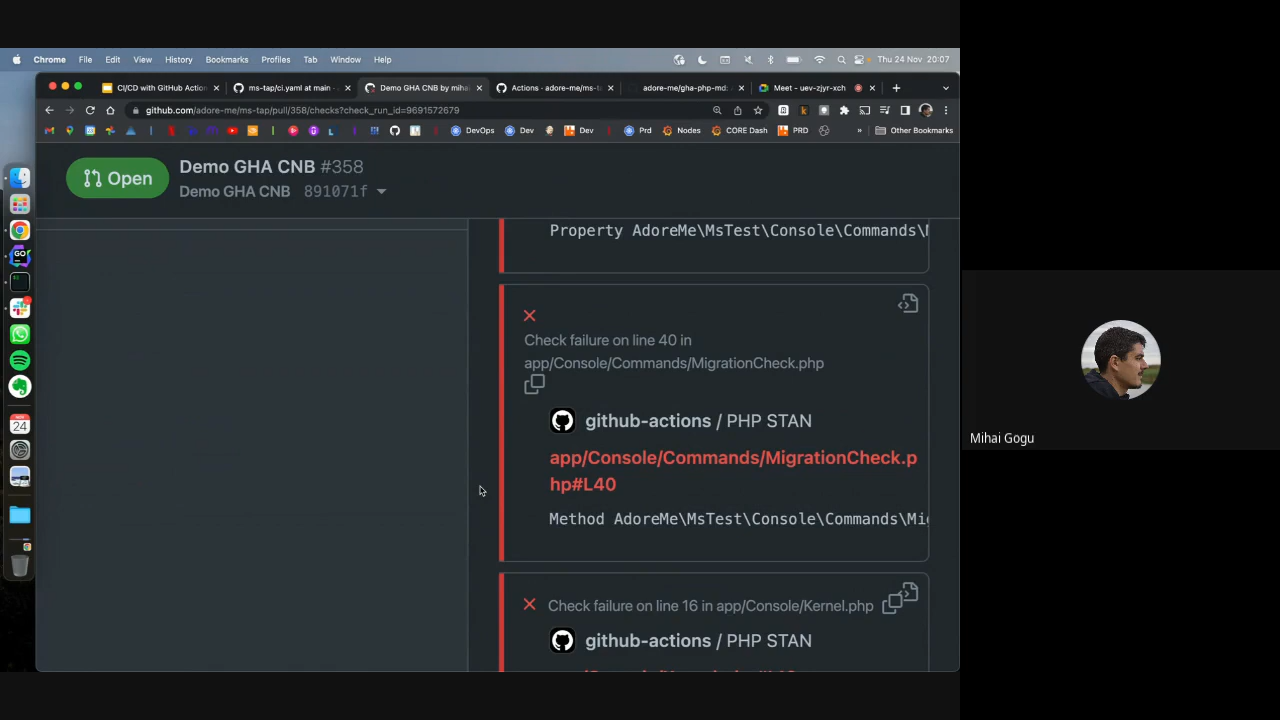 Chrome File Edit View History Bookmarks Profiles Tab Window Help Thu 24 Nov 20:07
CI/CD with GitHub Action
ms-tap/ci.yaml at main ·
Demo GHA CNB by miha
Actions · adore-me/ms-t
adore-me/gha-php-md:
Meet – uev-zjyr-xch
github.com/adore-me/ms-tap/pull/358/checks?check_run_id=9691572679
DevOps Dev Dev Prd Nodes CORE Dash PRD » Other Bookmarks
Open
Demo GHA CNB #358
Demo GHA CNB 891071f
Property AdoreMe\MsTest\Console\Commands\M
Check failure on line 40 in
app/Console/Commands/MigrationCheck.php
github-actions / PHP STAN
app/Console/Commands/MigrationCheck.p
hp#L40
Method AdoreMe\MsTest\Console\Commands\Mig
Check failure on line 16 in app/Console/Kernel.php
github-actions / PHP STAN
GO
NOV
24
Mihai Gogu